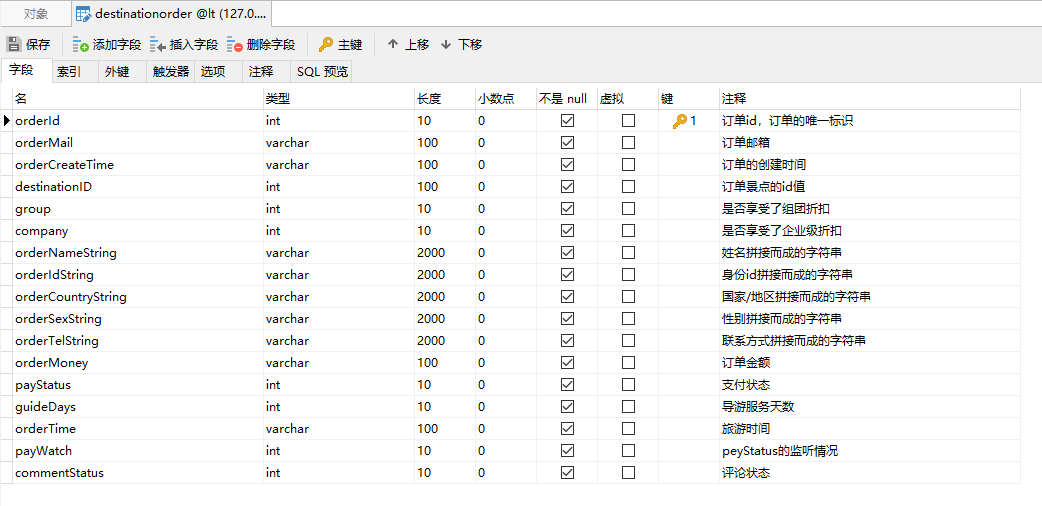 对象 destinationorder @lt (127.0....
保存 添加字段 插入字段 删除字段 主键 上移 下移
字段 索引 外键 触发器 选项 注释 SQL 预览
名 类型 长度 小数点 不是 null 虚拟 键 注释
orderId int 10 0 1 订单id，订单的唯一标识
orderMail varchar 100 0 订单邮箱
orderCreateTime varchar 100 0 订单的创建时间
destinationID int 100 0 订单景点的id值
group int 10 0 是否享受了组团折扣
company int 10 0 是否享受了企业级折扣
orderNameString varchar 2000 0 姓名拼接而成的字符串
orderIdString varchar 2000 0 身份id拼接而成的字符串
orderCountryString varchar 2000 0 国家/地区拼接而成的字符串
orderSexString varchar 2000 0 性别拼接而成的字符串
orderTelString varchar 2000 0 联系方式拼接而成的字符串
orderMoney varchar 100 0 订单金额
payStatus int 10 0 支付状态
guideDays int 10 0 导游服务天数
orderTime varchar 100 0 旅游时间
payWatch int 10 0 peyStatus的监听情况
commentStatus int 10 0 评论状态